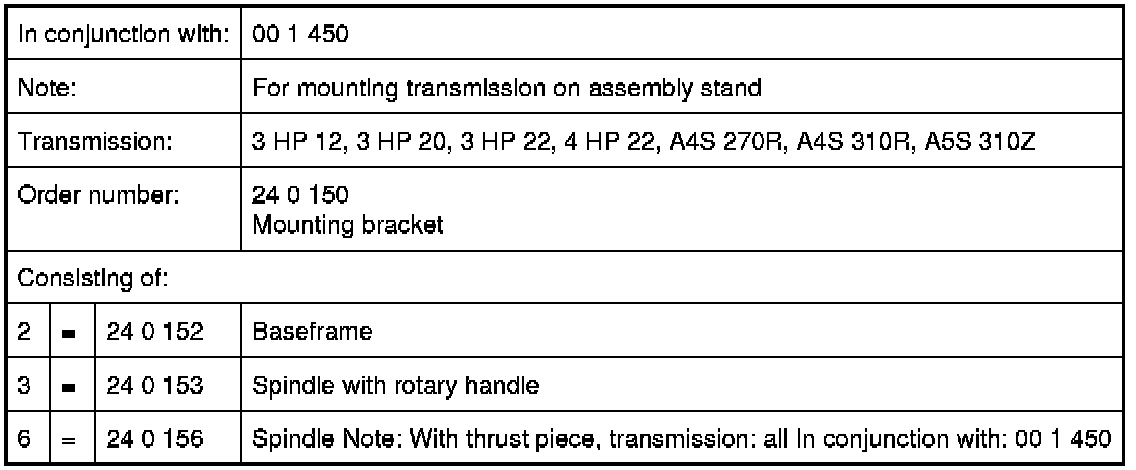 In conjunction with: 00 1 450
Note: For mounting transmission on assembly stand
Transmission: 3 HP 12, 3 HP 20, 3 HP 22, 4 HP 22, A4S 270R, A4S 310R, A5S 310Z
Order number: 24 0 150
Mounting bracket
Consisting of:
2 = 24 0 152 Baseframe
3 = 24 0 153 Spindle with rotary handle
6 = 24 0 156 Spindle Note: With thrust piece, transmission: all In conjunction with: 00 1 450